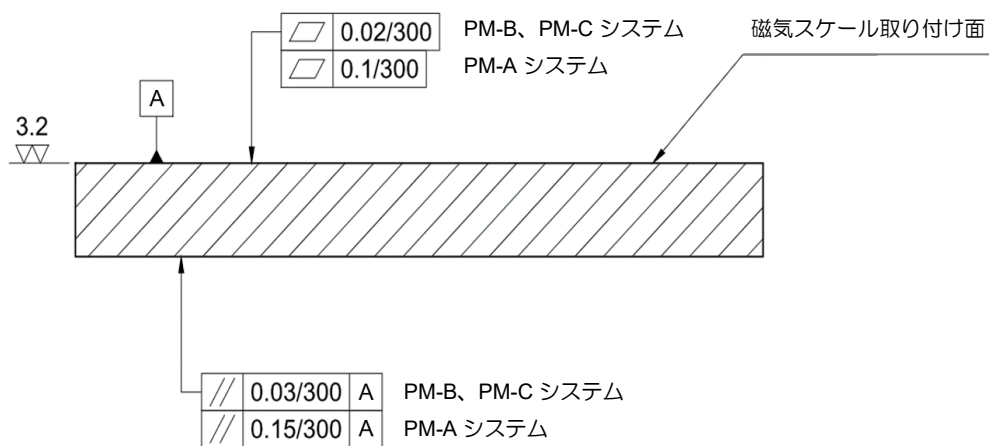 0.02/300 PM-B、PM-C システム
0.1/300 PM-A システム
磁気スケール取り付け面
A
3.2
// 0.03/300 A PM-B、PM-C システム
// 0.15/300 A PM-A システム